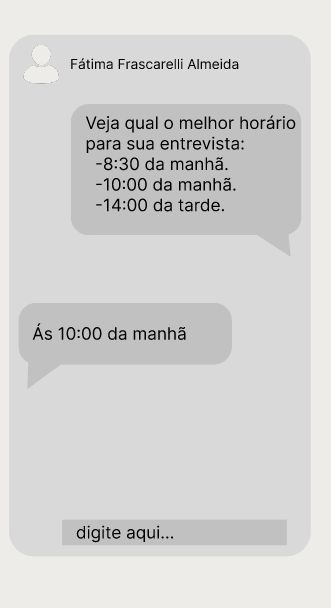 Fátima Frascarelli Almeida
Veja qual o melhor horário
para sua entrevista:
-8:30 da manhã.
-10:00 da manhã.
-14:00 da tarde.
Ás 10:00 da manhã
digite aqui...